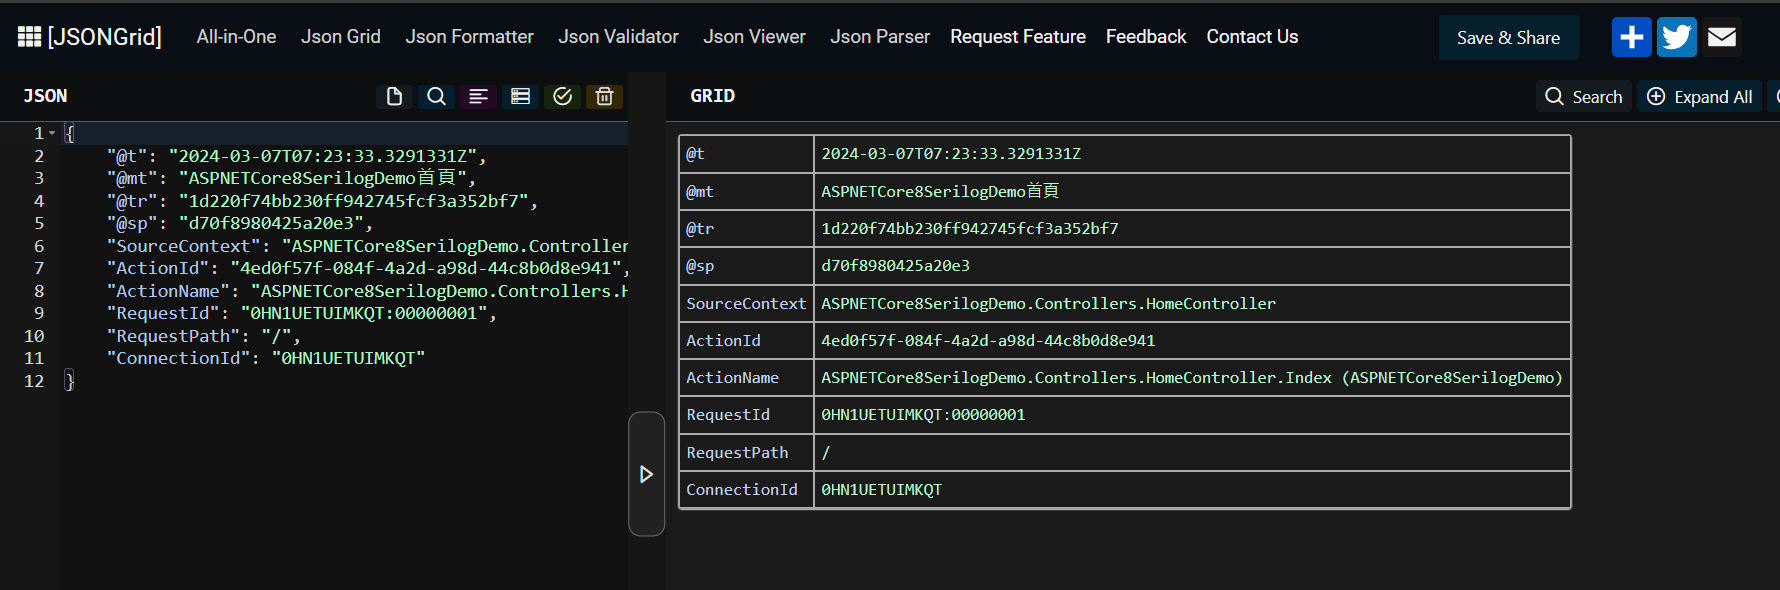 [JSONGrid] All-in-One Json Grid Json Formatter Json Validator Json Viewer Json Parser Request Feature Feedback Contact Us Save & Share
JSON
1 {
2 "@t": "2024-03-07T07:23:33.3291331Z",
3 "@mt": "ASPNETCore8SerilogDemo首頁",
4 "@tr": "1d220f74bb230ff942745fcf3a352bf7",
5 "@sp": "d70f8980425a20e3",
6 "SourceContext": "ASPNETCore8SerilogDemo.Controller
7 "ActionId": "4ed0f57f-084f-4a2d-a98d-44c8b0d8e941",
8 "ActionName": "ASPNETCore8SerilogDemo.Controllers.H
9 "RequestId": "0HN1UETUIMKQT:00000001",
10 "RequestPath": "/",
11 "ConnectionId": "0HN1UETUIMKQT"
12 }
GRID Search Expand All
@t 2024-03-07T07:23:33.3291331Z
@mt ASPNETCore8SerilogDemo首頁
@tr 1d220f74bb230ff942745fcf3a352bf7
@sp d70f8980425a20e3
SourceContext ASPNETCore8SerilogDemo.Controllers.HomeController
ActionId 4ed0f57f-084f-4a2d-a98d-44c8b0d8e941
ActionName ASPNETCore8SerilogDemo.Controllers.HomeController.Index (ASPNETCore8SerilogDemo)
RequestId 0HN1UETUIMKQT:00000001
RequestPath /
ConnectionId 0HN1UETUIMKQT